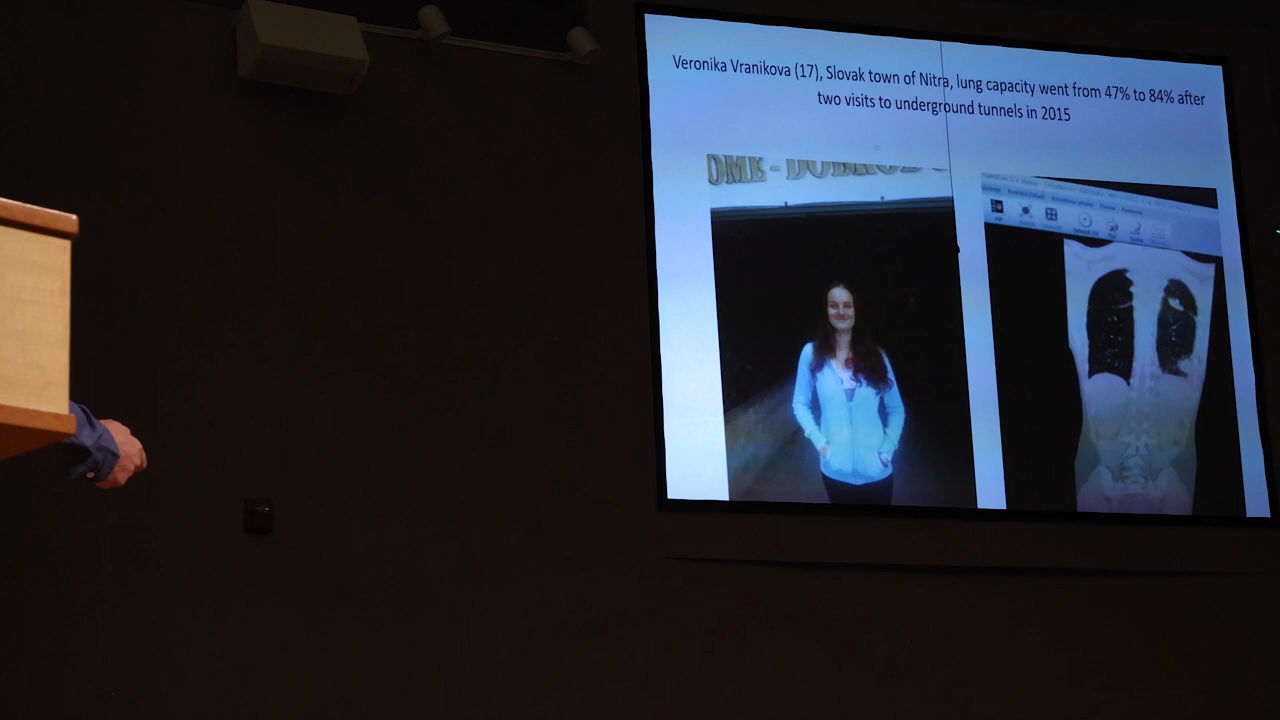 Veronika Vranikova (17), Slovak town of Nitra, lung capacity went from 47% to 84% after
two visits to underground tunnels in 2015